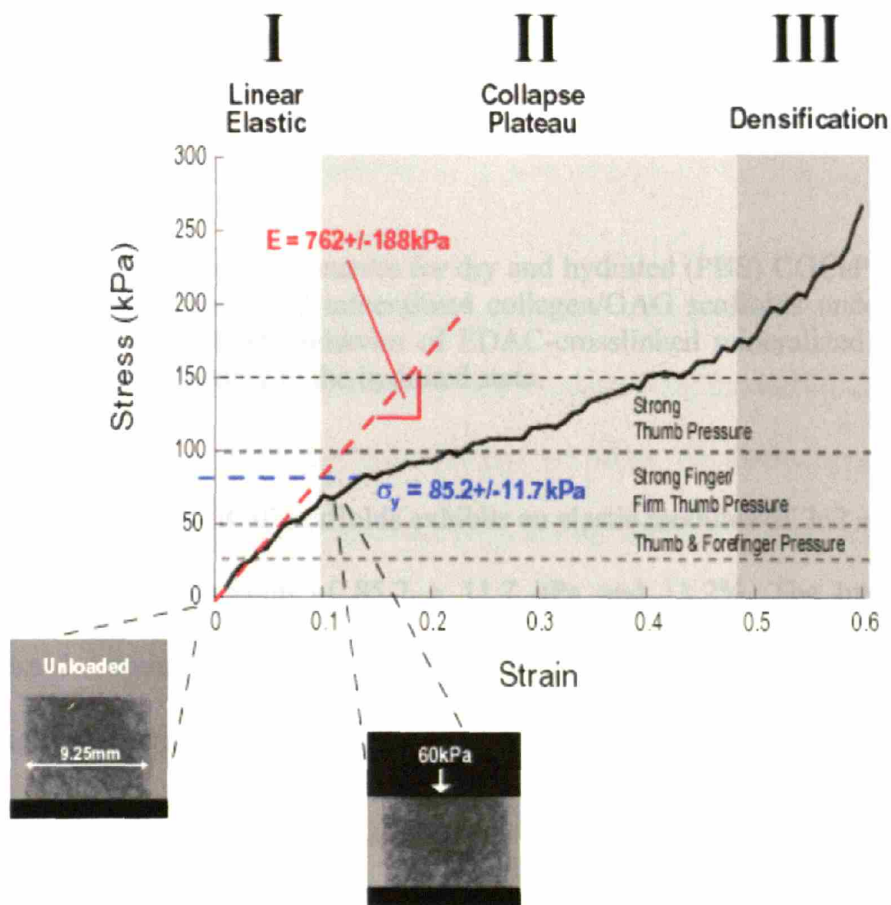 I II III
Linear
Elastic
Collapse
Plateau
Densification
300
250
200
150
100
50
0
Stress (kPa)
E = 762+/-188kPa
σy = 85.2+/-11.7kPa
Strong
Thumb Pressure
Strong Finger/
Firm Thumb Pressure
Thumb & Forefinger Pressure
0 0.1 0.2 0.3 0.4 0.5 0.6
Strain
Unloaded
9.25mm
60kPa